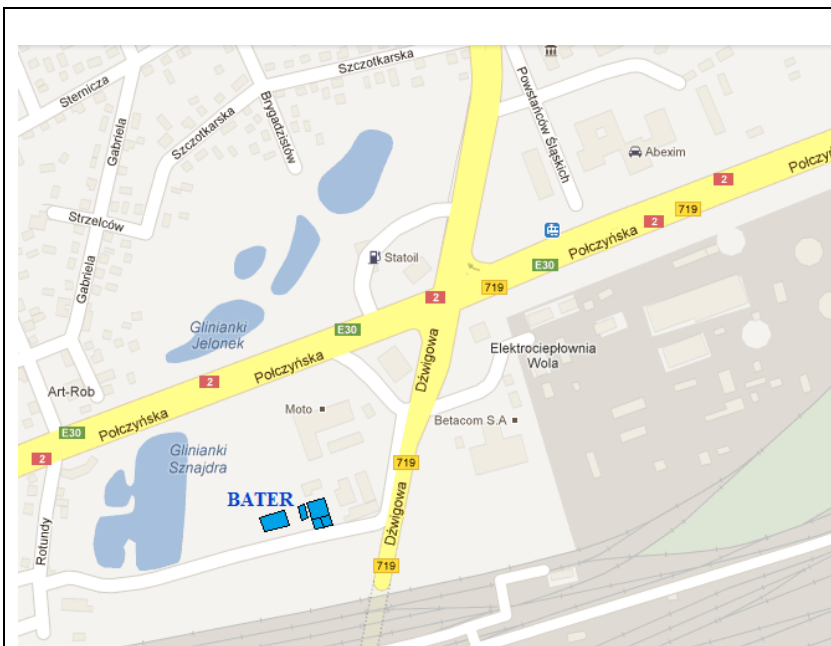 Szczotkarska
Sternicza
Powstańców Śląskich
Brygadzistów
Gabriela
Szczotkarska
Abexim
2
Połczy
719
2
Strzelców
Połczyńska
Statoil
E30
Gabriela
719
2
Glinianki
Jelonek
E30
Elektrociepłownia
Wola
Połczyńska
Dźwigowa
2
Art-Rob
Moto
Betacom S.A
Połczyńska
E30
2
Glinianki
Sznajdra
719
BATER
Dźwigowa
Rotundy
719